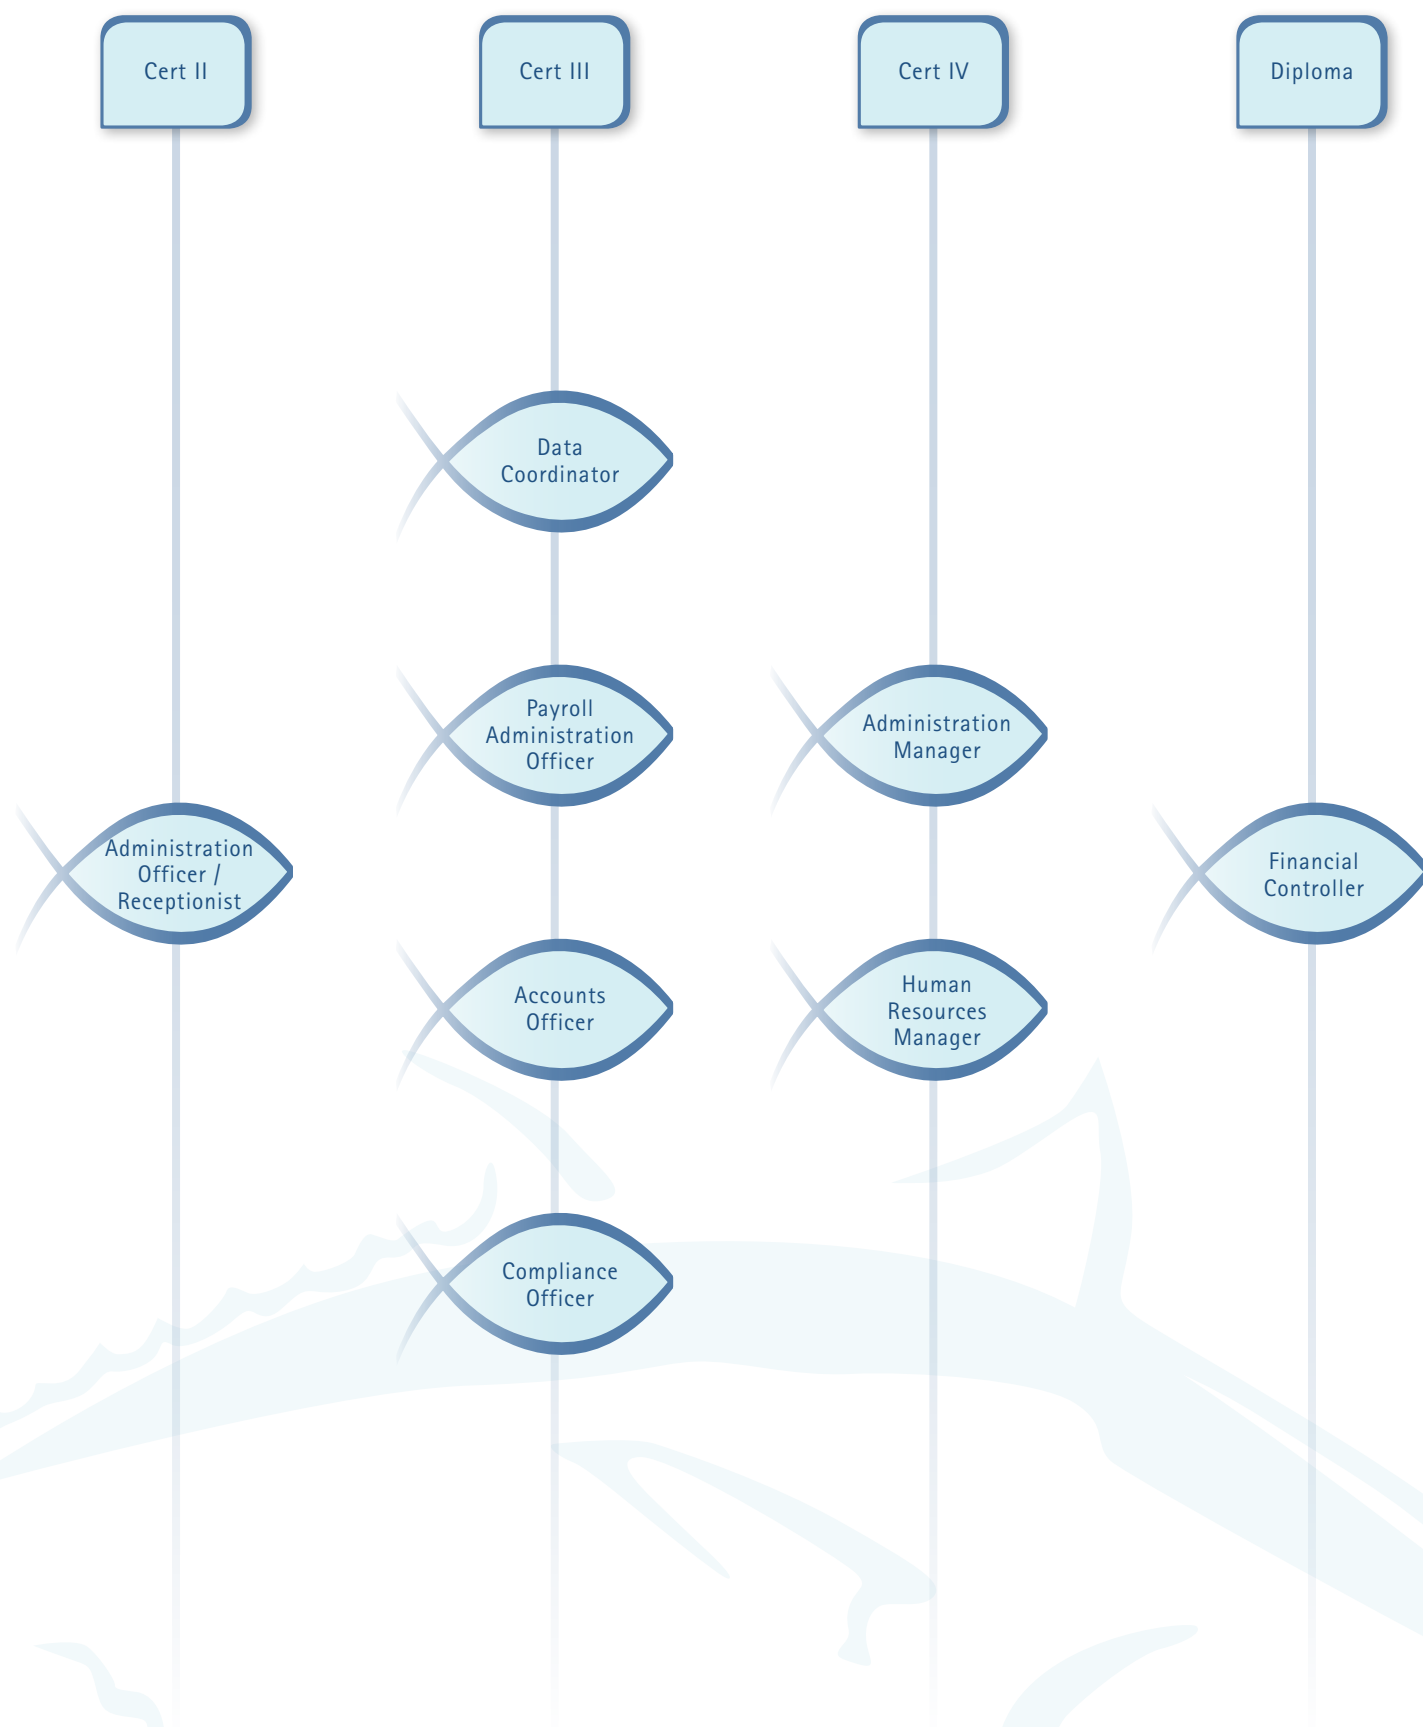 Cert II
Cert III
Cert IV
Diploma
Data
Coordinator
Payroll
Administration
Officer
Administration
Manager
Administration
Officer /
Receptionist
Financial
Controller
Accounts
Officer
Human
Resources
Manager
Compliance
Officer